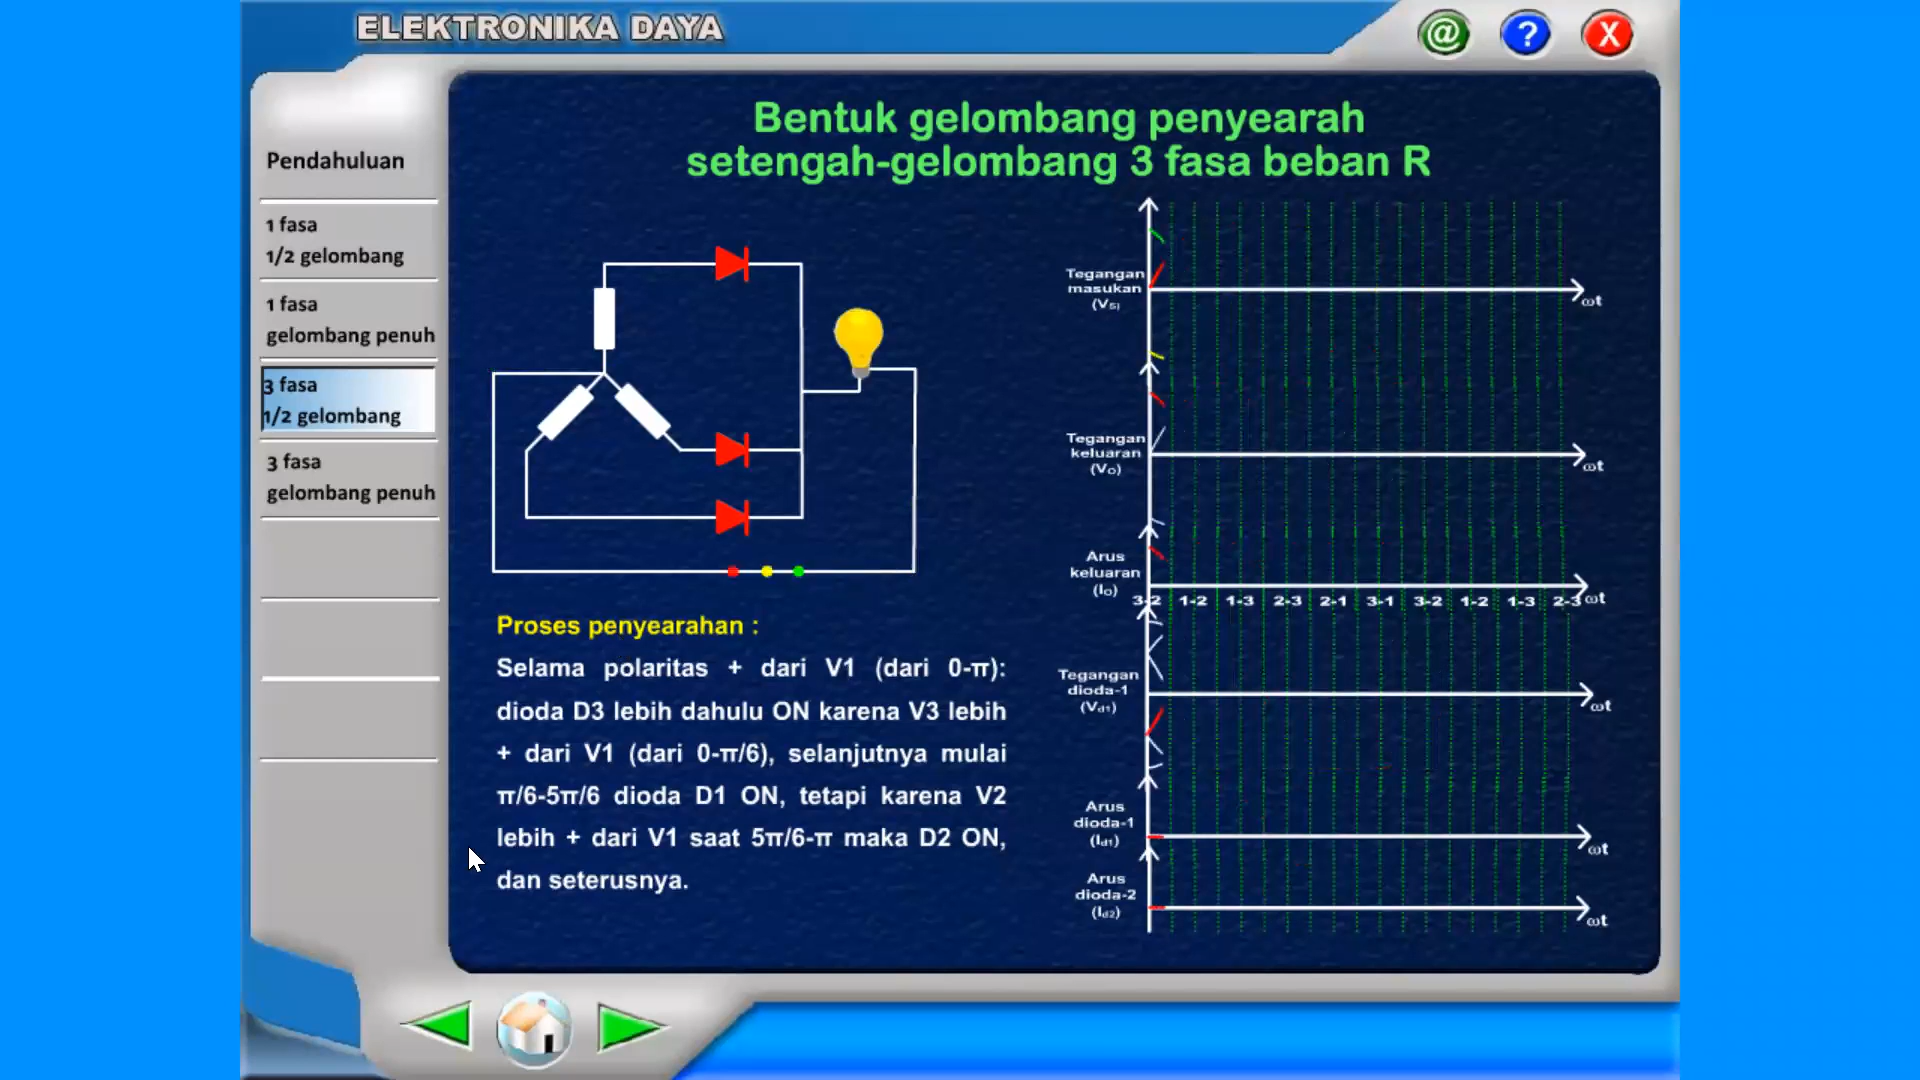 ELEKTRONIKA DAYA
@
?
X
Pendahuluan
1 fasa
1/2 gelombang
1 fasa
gelombang penuh
3 fasa
1/2 gelombang
3 fasa
gelombang penuh
Bentuk gelombang penyearah
setengah-gelombang 3 fasa beban R
Proses penyearahan :
Selama polaritas + dari V1 (dari 0-π):
dioda D3 lebih dahulu ON karena V3 lebih
+ dari V1 (dari 0-π/6), selanjutnya mulai
π/6-5π/6 dioda D1 ON, tetapi karena V2
lebih + dari V1 saat 5π/6-π maka D2 ON,
dan seterusnya.
Tegangan
masukan
(Vs)
ωt
Tegangan
keluaran
(Vo)
ωt
Arus
keluaran
(Io)
ωt
3-2 1-2 1-3 2-3 2-1 3-1 3-2 1-2 1-3 2-3
Tegangan
dioda-1
(Vd1)
ωt
Arus
dioda-1
(Id1)
ωt
Arus
dioda-2
(Id2)
ωt